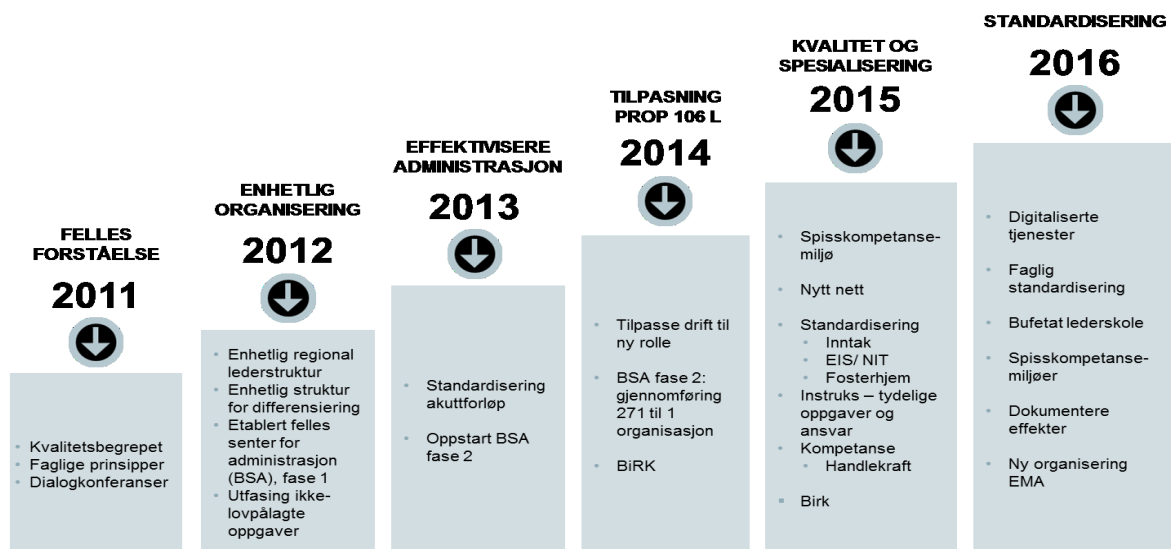 FELLES
FORSTÅELSE
2011
Kvalitetsbegrepet
Faglige prinsipper
Dialogkonferanser
ENHETLIG
ORGANISERING
2012
Enhetlig regional
lederstruktur
Enhetlig struktur
for differensiering
Etablert felles
senter for
administrasjon
(BSA), fase 1
Utfasing ikke-
lovpålagte
oppgaver
EFFEKTIVISERE
ADMINISTRASJON
2013
Standardisering
akuttforløp
Oppstart BSA
fase 2
TILPASNING
PROP 106 L
2014
Tilpasse drift til
ny rolle
BSA fase 2:
gjennomføring
271 til 1
organisasjon
BiRK
KVALITET OG
SPESIALISERING
2015
Spisskompetanse-
miljø
Nytt nett
Standardisering
Inntak
EIS/ NIT
Fosterhjem
Instruks – tydelige
oppgaver og
ansvar
Kompetanse
Handlekraft
Birk
STANDARDISERING
2016
Digitaliserte
tjenester
Faglig
standardisering
Bufetat lederskole
Spisskompetanse-
miljøer
Dokumentere
effekter
Ny organisering
EMA